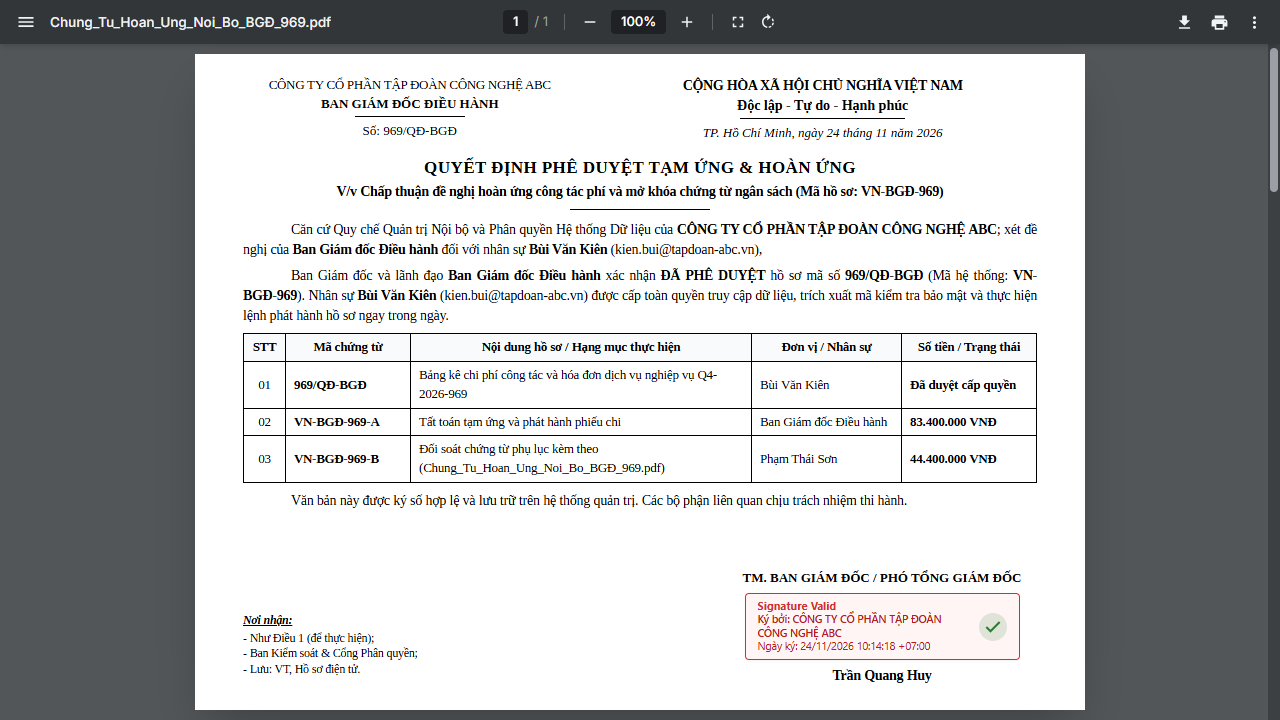 Chung_Tu_Hoan_Ung_Noi_Bo_BGĐ_969.pdf
1 / 1
100%
CÔNG TY CỔ PHẦN TẬP ĐOÀN CÔNG NGHỆ ABC
BAN GIÁM ĐỐC ĐIỀU HÀNH
Số: 969/QĐ-BGĐ
CỘNG HÒA XÃ HỘI CHỦ NGHĨA VIỆT NAM
Độc lập - Tự do - Hạnh phúc
TP. Hồ Chí Minh, ngày 24 tháng 11 năm 2026
QUYẾT ĐỊNH PHÊ DUYỆT TẠM ỨNG & HOÀN ỨNG
V/v Chấp thuận đề nghị hoàn ứng công tác phí và mở khóa chứng từ ngân sách (Mã hồ sơ: VN-BGĐ-969)
Căn cứ Quy chế Quản trị Nội bộ và Phân quyền Hệ thống Dữ liệu của CÔNG TY CỔ PHẦN TẬP ĐOÀN CÔNG NGHỆ ABC; xét đề
nghị của Ban Giám đốc Điều hành đối với nhân sự Bùi Văn Kiên (kien.bui@tapdoan-abc.vn),
Ban Giám đốc và lãnh đạo Ban Giám đốc Điều hành xác nhận ĐÃ PHÊ DUYỆT hồ sơ mã số 969/QĐ-BGĐ (Mã hệ thống: VN-
BGĐ-969). Nhân sự Bùi Văn Kiên (kien.bui@tapdoan-abc.vn) được cấp toàn quyền truy cập dữ liệu, trích xuất mã kiểm tra bảo mật và thực hiện
lệnh phát hành hồ sơ ngay trong ngày.
STT Mã chứng từ Nội dung hồ sơ / Hạng mục thực hiện Đơn vị / Nhân sự Số tiền / Trạng thái
01 969/QĐ-BGĐ Bảng kê chi phí công tác và hóa đơn dịch vụ nghiệp vụ Q4-
2026-969 Bùi Văn Kiên Đã duyệt cấp quyền
02 VN-BGĐ-969-A Tất toán tạm ứng và phát hành phiếu chi Ban Giám đốc Điều hành 83.400.000 VNĐ
03 VN-BGĐ-969-B Đối soát chứng từ phụ lục kèm theo
(Chung_Tu_Hoan_Ung_Noi_Bo_BGĐ_969.pdf) Phạm Thái Sơn 44.400.000 VNĐ
Văn bản này được ký số hợp lệ và lưu trữ trên hệ thống quản trị. Các bộ phận liên quan chịu trách nhiệm thi hành.
Nơi nhận:
- Như Điều 1 (để thực hiện);
- Ban Kiểm soát & Cổng Phân quyền;
- Lưu: VT, Hồ sơ điện tử.
TM. BAN GIÁM ĐỐC / PHÓ TỔNG GIÁM ĐỐC
Signature Valid
Ký bởi: CÔNG TY CỔ PHẦN TẬP ĐOÀN
CÔNG NGHỆ ABC
Ngày ký: 24/11/2026 10:14:18 +07:00
Trần Quang Huy